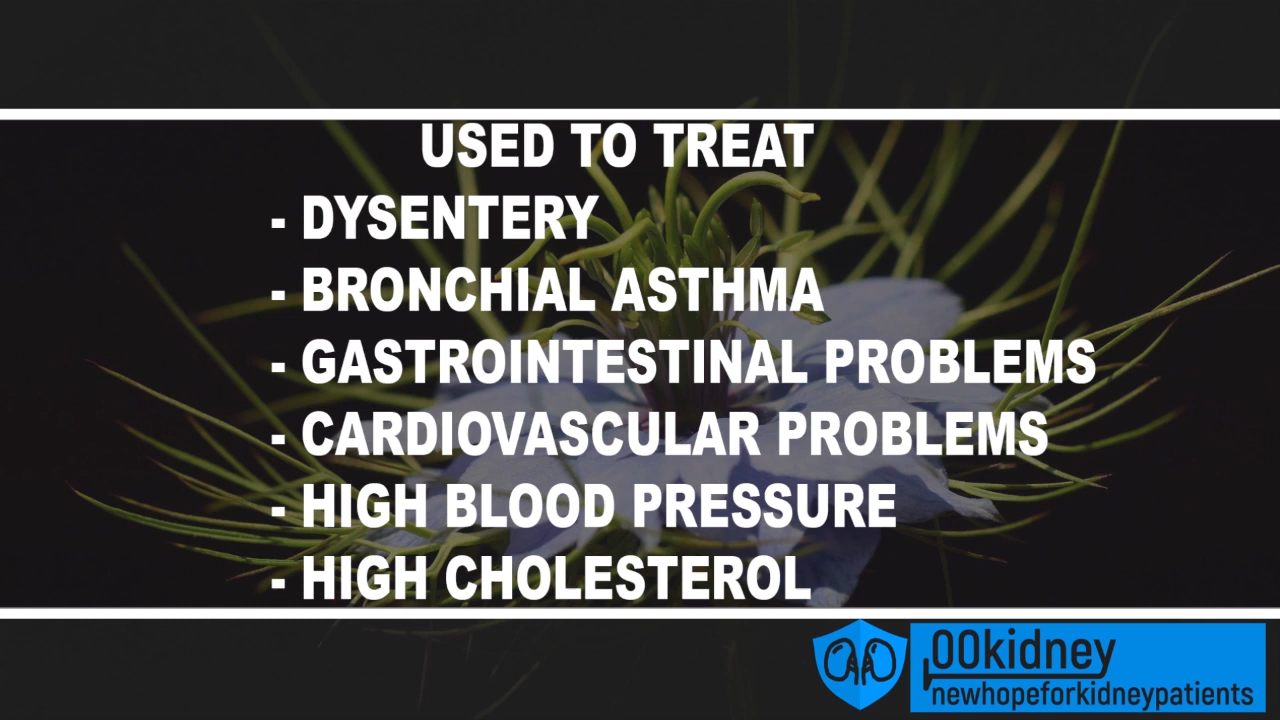 USED TO TREAT
- DYSENTERY
- BRONCHIAL ASTHMA
- GASTROINTESTINAL PROBLEMS
- CARDIOVASCULAR PROBLEMS
- HIGH BLOOD PRESSURE
- HIGH CHOLESTEROL
00kidney
newhopeforkidneypatients